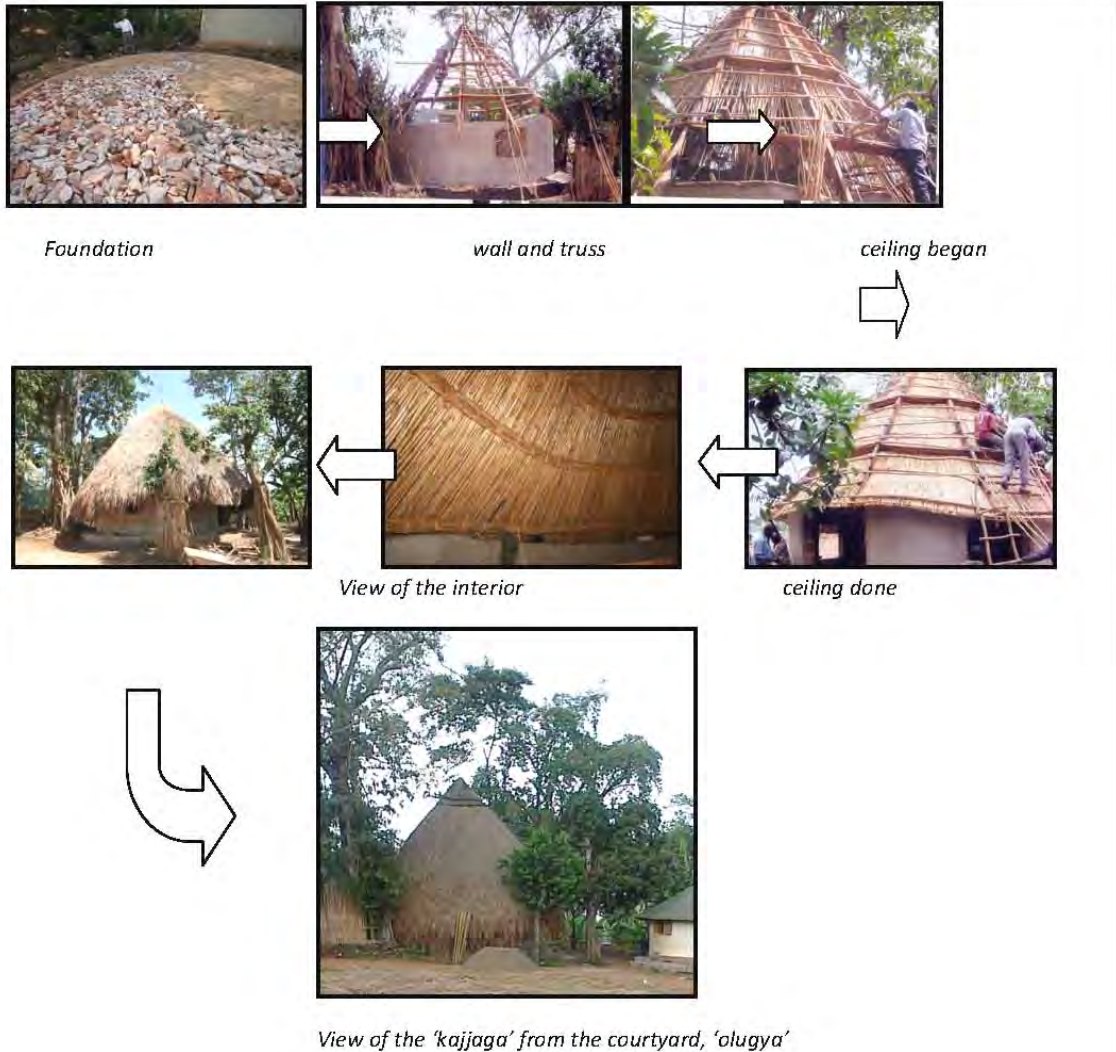 Foundation
wall and truss
ceiling began
View of the interior
ceiling done
View of the 'kajjaga' from the courtyard, 'olugya'